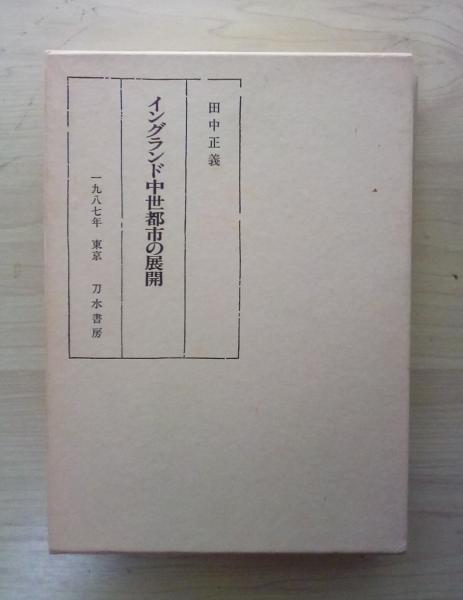 田中正義
イングランド中世都市の展開
一九八七年 東京 刀水書房